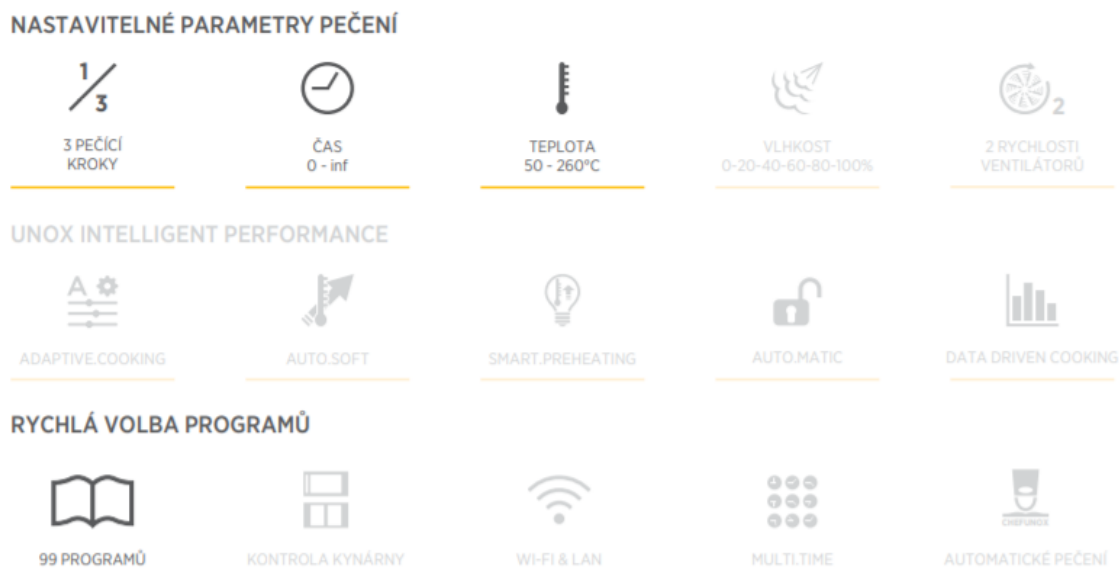 NASTAVITELNÉ PARAMETRY PEČENÍ
1/3
3 PEČÍCÍ
KROKY
ČAS
0 - inf
TEPLOTA
50 - 260°C
VLHKOST
0-20-40-60-80-100%
2
2 RYCHLOSTI
VENTILÁTORŮ
UNOX INTELLIGENT PERFORMANCE
A
ADAPTIVE.COOKING
AUTO.SOFT
SMART.PREHEATING
AUTO.MATIC
DATA DRIVEN COOKING
RYCHLÁ VOLBA PROGRAMŮ
99 PROGRAMŮ
KONTROLA KYNÁRNY
WI-FI & LAN
MULTI.TIME
CHEFUNOX
AUTOMATICKÉ PEČENÍ